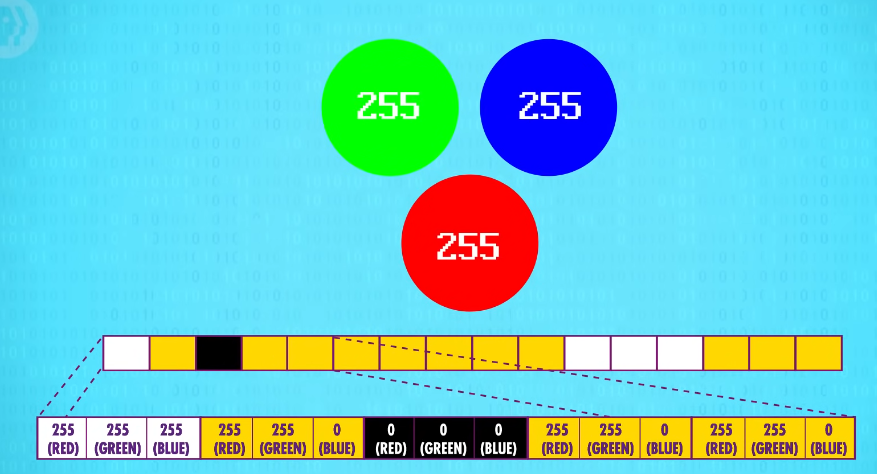 255 255
255
255 255 255 255 255 0 0 0 0 255 255 0 255 255 0
(RED) (GREEN) (BLUE) (RED) (GREEN) (BLUE) (RED) (GREEN) (BLUE) (RED) (GREEN) (BLUE) (RED) (GREEN) (BLUE)